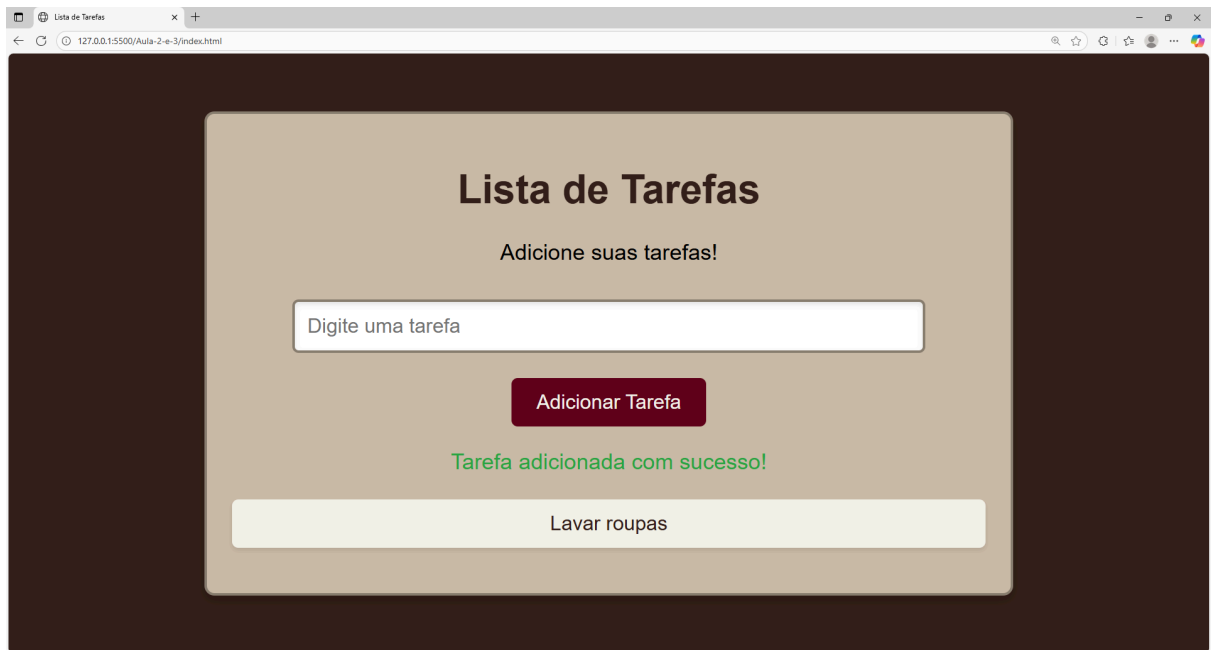 Lista de Tarefas
127.0.0.1:5500/Aula-2-e-3/index.html
Lista de Tarefas
Adicione suas tarefas!
Digite uma tarefa
Adicionar Tarefa
Tarefa adicionada com sucesso!
Lavar roupas